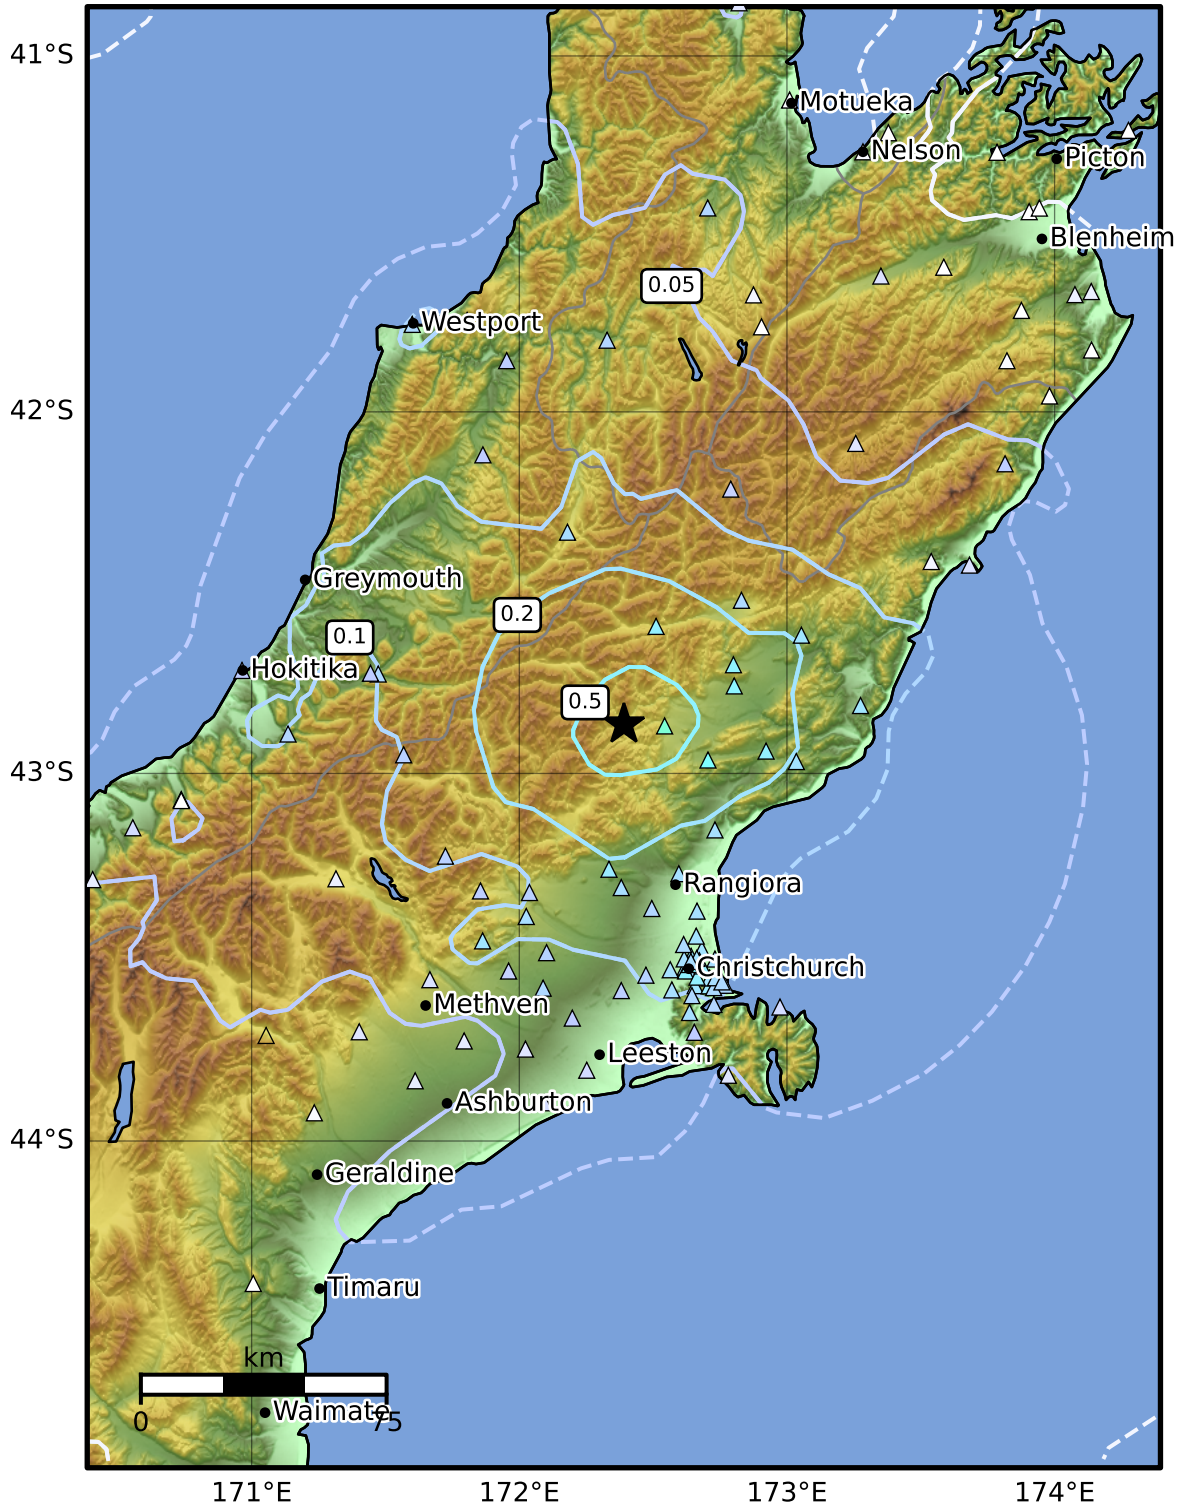 41°S
Motueka
Nelson
Picton
Blenheim
0.05
Westport
42°S
Greymouth
0.2
0.1
Hokitika
0.5
43°S
Rangiora
Christchurch
Methven
Leeston
Ashburton
44°S
Geraldine
Timaru
km
0 75
Waimate
171°E 172°E 173°E 174°E